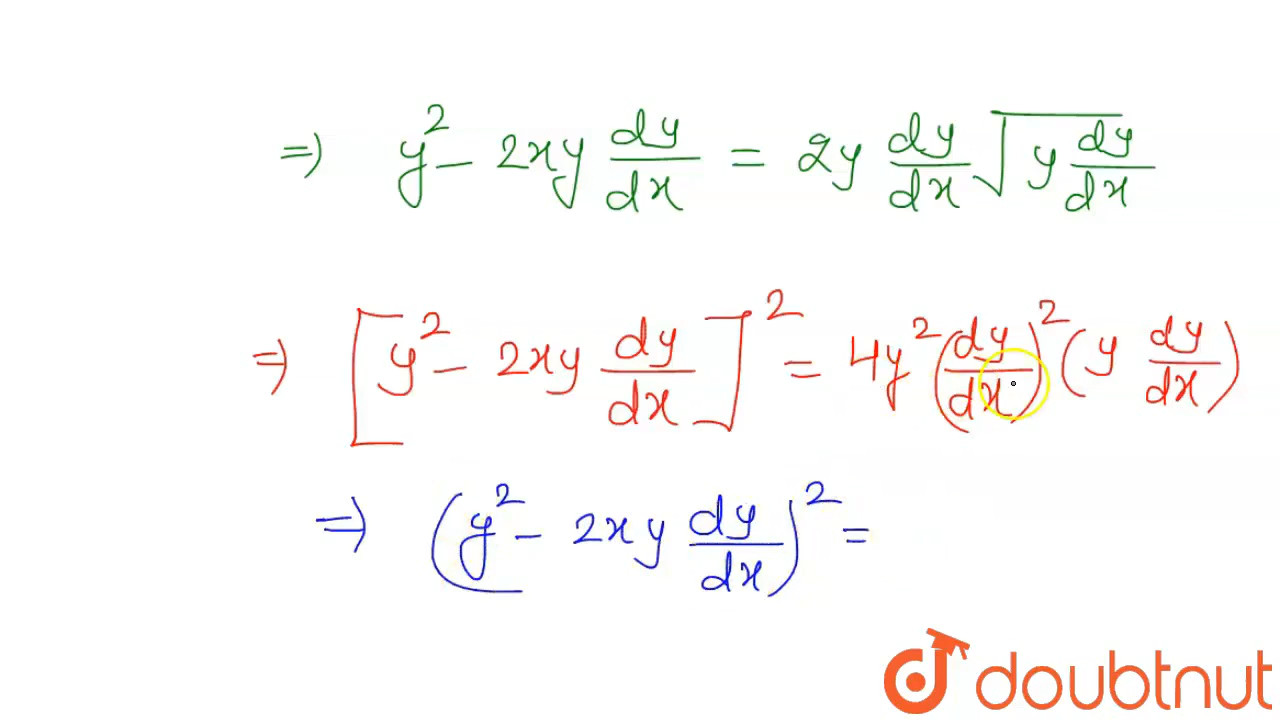 ⇒ y² - 2xy dy/dx = 2y dy/dx √(y dy/dx)
⇒ [y² - 2xy dy/dx]² = 4y² (dy/dx)² (y dy/dx)
⇒ (y² - 2xy dy/dx)² =
doubtnut